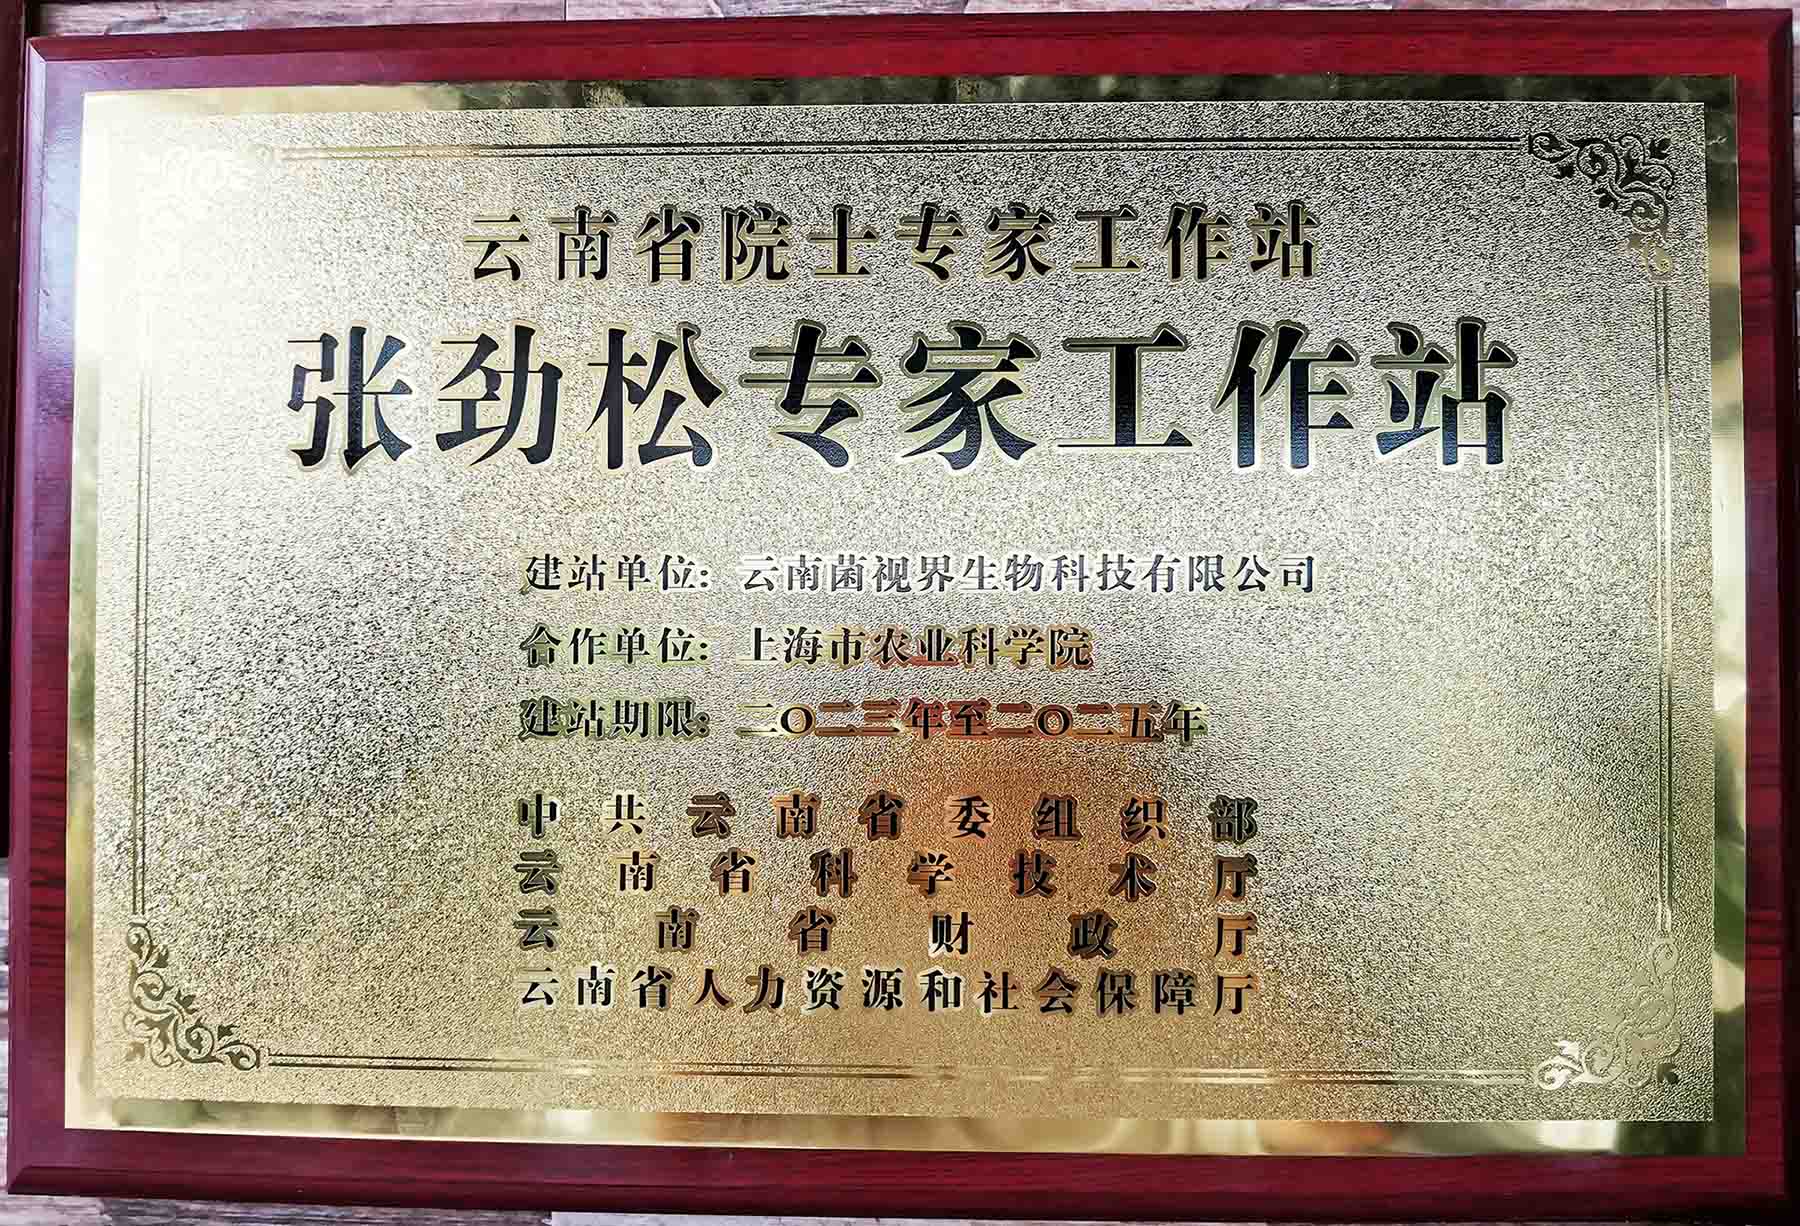 云南省院士专家工作站
张劲松专家工作站
建站单位：云南菌视界生物科技有限公司
合作单位：上海市农业科学院
建站期限：二〇二三年至二〇二五年
中共云南省委组织部
云南省科学技术厅
云南省财政厅
云南省人力资源和社会保障厅